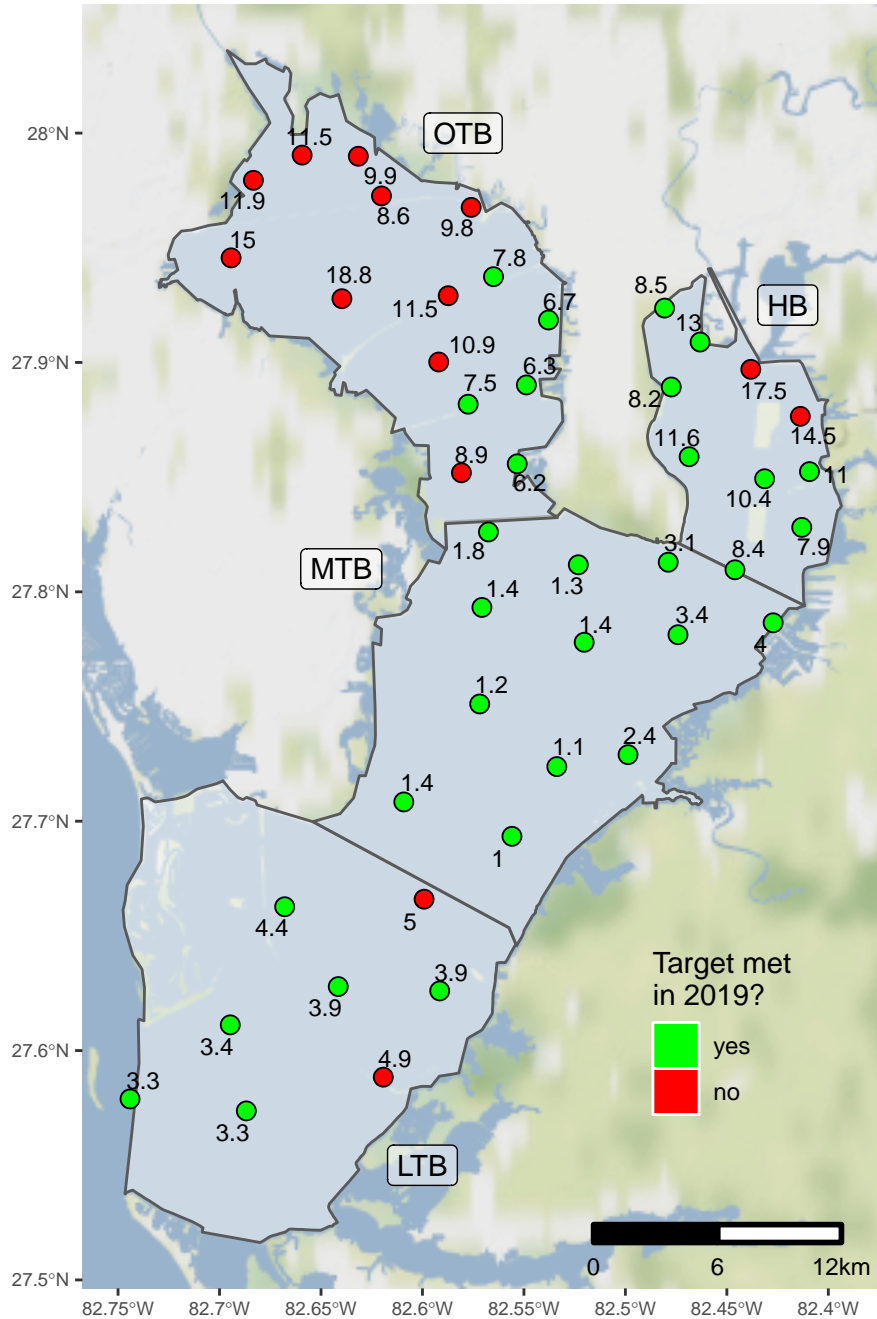 28°N
27.9°N
27.8°N
27.7°N
27.6°N
27.5°N
OTB
HB
MTB
LTB
11.5
9.9
11.9
8.6
9.8
15
7.8
18.8
11.5
6.7
10.9
6.3
7.5
8.9
6.2
8.5
13
17.5
8.2
14.5
11.6
11
10.4
7.9
8.4
3.1
1.8
1.3
1.4
1.4
3.4
4
1.2
2.4
1.1
1.4
1
5
4.4
3.9
3.9
3.4
4.9
3.3
3.3
Target met
in 2019?
yes
no
0 6 12km
82.75°W 82.7°W 82.65°W 82.6°W 82.55°W 82.5°W 82.45°W 82.4°W